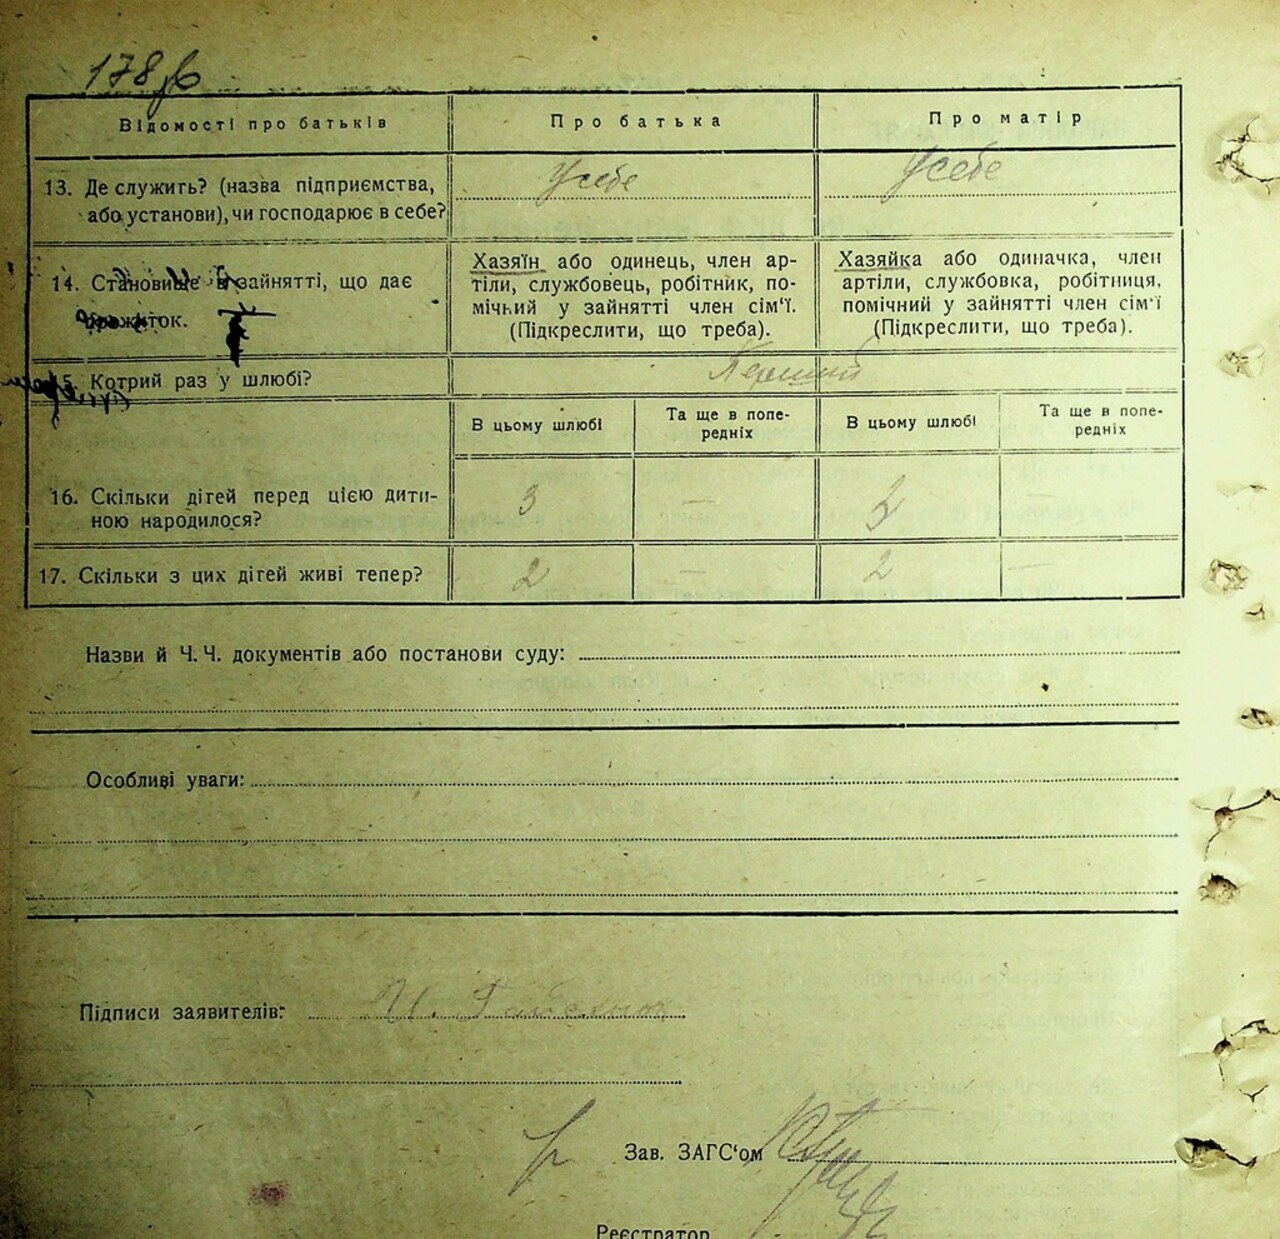 178
Відомості про батьків
Про батька
Про матір
13. Де служить? (назва підприємства,
або установи), чи господарює в себе?
У себе
У себе
14. Становище в зайнятті, що дає
прожиток.
Хазяїн або одинець, член ар-
тіли, службовець, робітник, по-
мічний у зайнятті член сім'ї.
(Підкреслити, що треба).
Хазяйка або одиначка, член
артіли, службовка, робітниця,
помічний у зайнятті член сім'ї
(Підкреслити, що треба).
15. Котрий раз у шлюбі?
Перший
В цьому шлюбі
Та ще в попе-
редніх
В цьому шлюбі
Та ще в попе-
редніх
16. Скільки дітей перед цією дити-
ною народилося?
3
—
3
—
17. Скільки з цих дітей живі тепер?
2
—
2
—
Назви й Ч. Ч. документів або постанови суду:
Особливі уваги:
Підписи заявителів:
Зав. ЗАГС'ом
Реєстратор